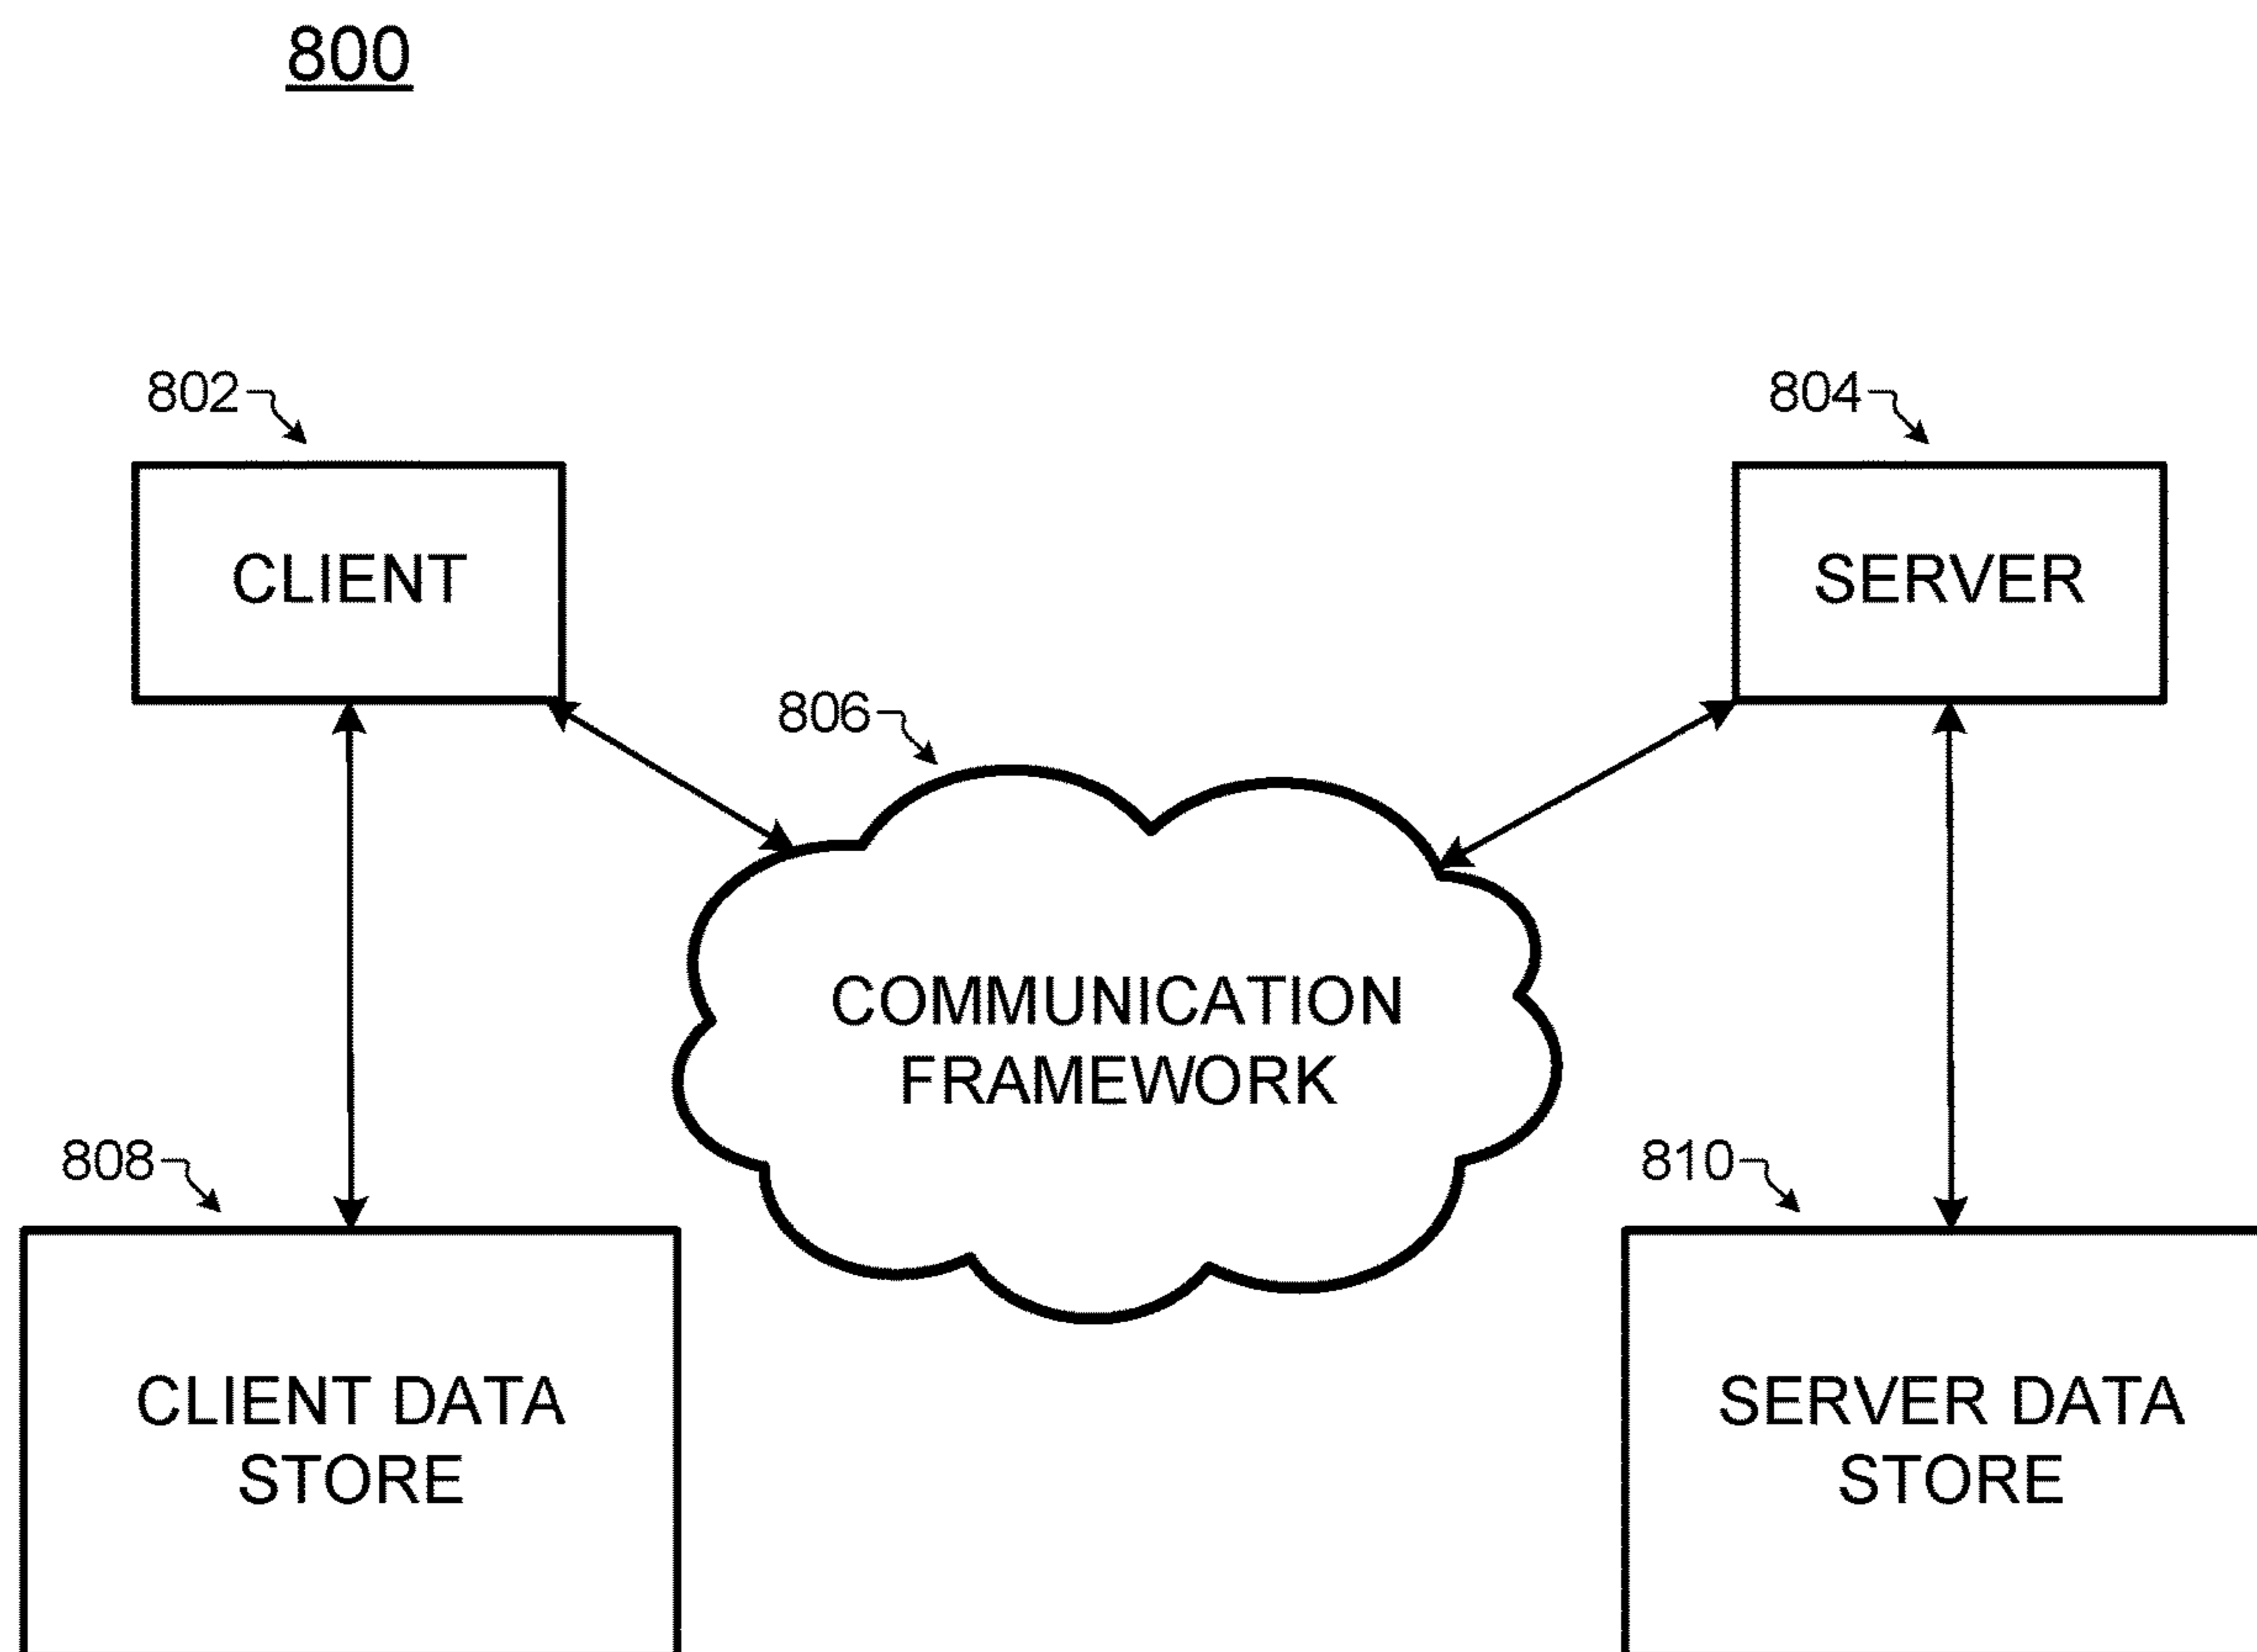 800
802
804
CLIENT
SERVER
806
COMMUNICATION
FRAMEWORK
808
810
CLIENT DATA
STORE
SERVER DATA
STORE